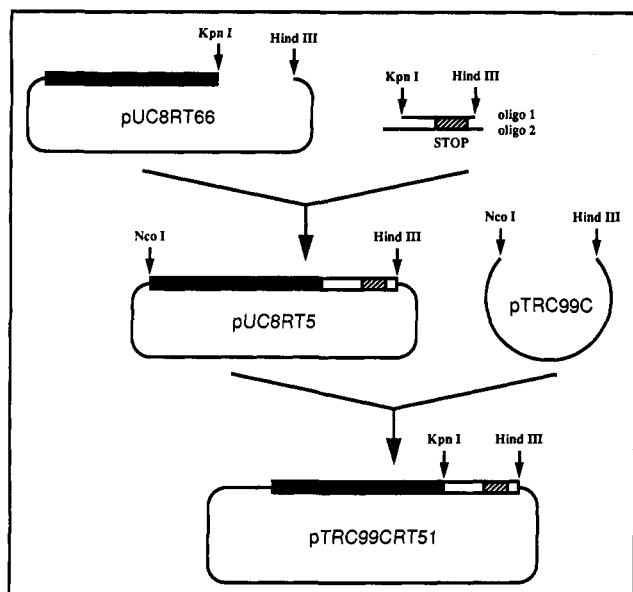 Kpn I
Hind III
pUC8RT66
Kpn I
Hind III
oligo 1
oligo 2
STOP
Nco I
Hind III
pUC8RT5
Nco I
Hind III
pTRC99C
Kpn I
Hind III
pTRC99CRT51